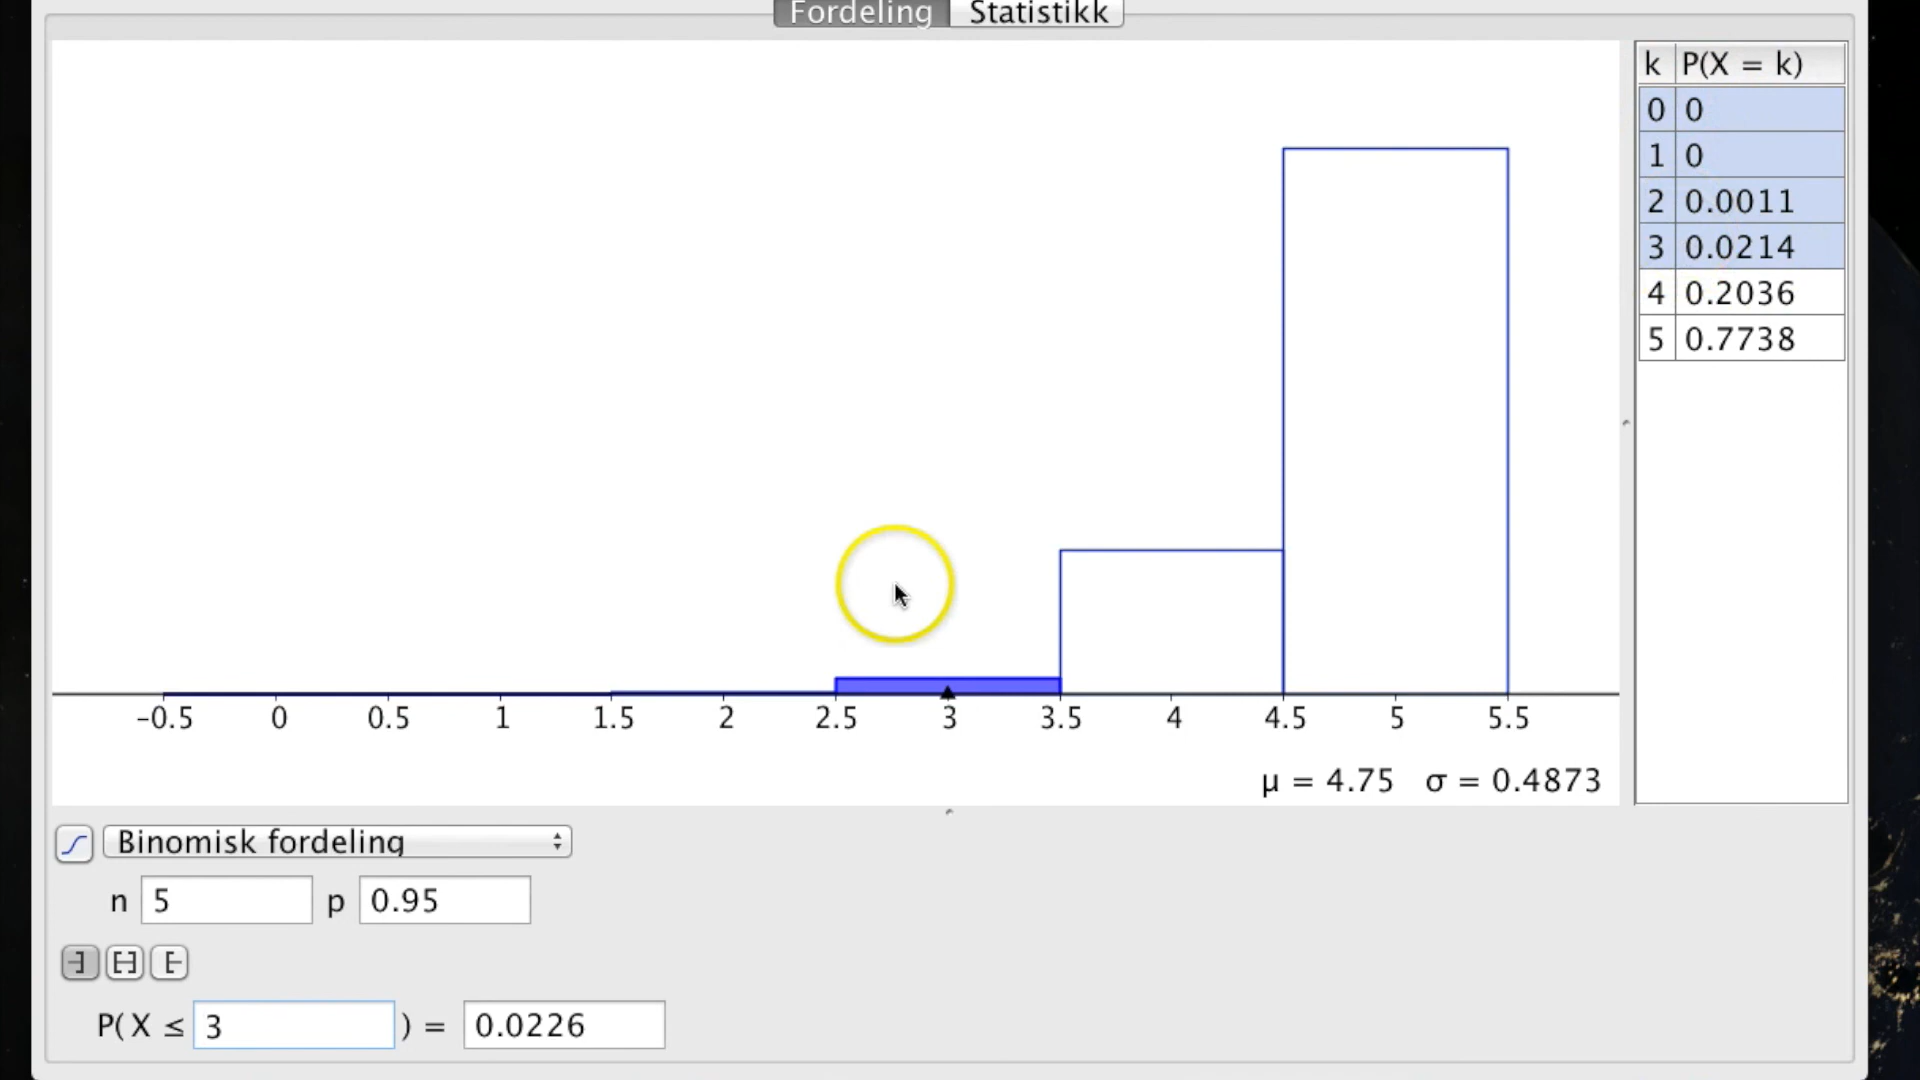 Fordeling Statistikk
k P(X = k)
0 0
1 0
2 0.0011
3 0.0214
4 0.2036
5 0.7738
−0.5 0 0.5 1 1.5 2 2.5 3 3.5 4 4.5 5 5.5
μ = 4.75 σ = 0.4873
Binomisk fordeling
n 5 p 0.95
P( X ≤ 3 ) = 0.0226